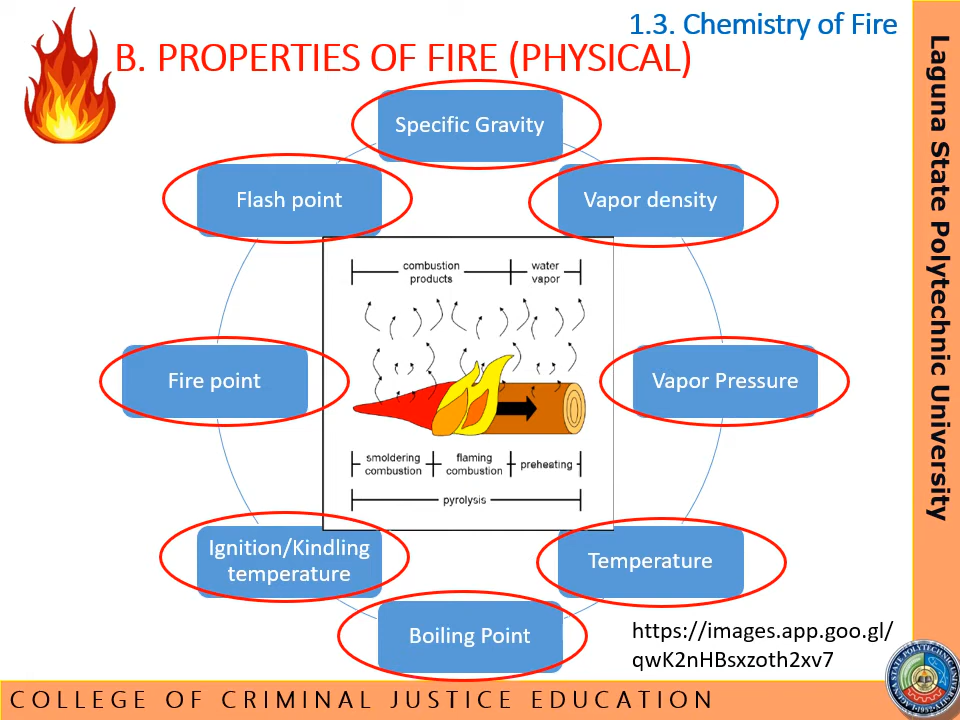 1.3. Chemistry of Fire
B. PROPERTIES OF FIRE (PHYSICAL)
Specific Gravity
Flash point
Vapor density
combustion
products
water
vapor
Fire point
Vapor Pressure
smoldering
combustion
flaming
combustion
preheating
pyrolysis
Ignition/Kindling
temperature
Temperature
Boiling Point
https://images.app.goo.gl/
qwK2nHBsxzoth2xv7
Laguna State Polytechnic University
COLLEGE OF CRIMINAL JUSTICE EDUCATION